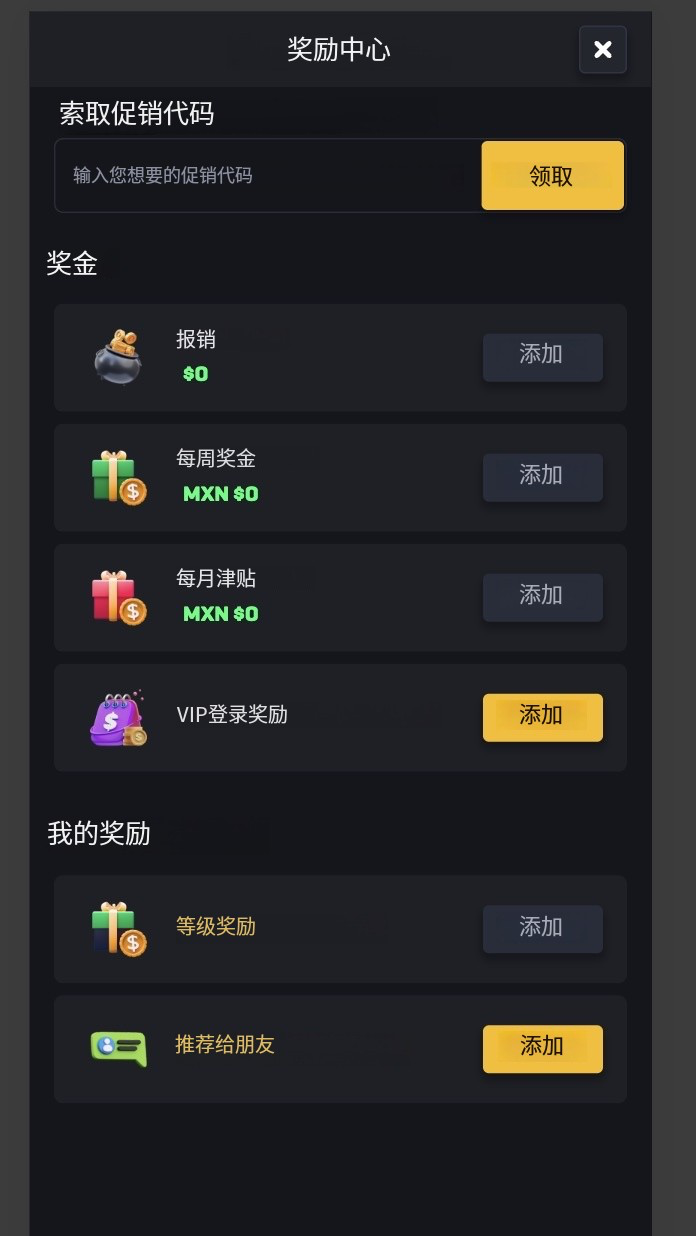 奖励中心
索取促销代码
输入您想要的促销代码
领取
奖金
报销
$0
添加
每周奖金
MXN $0
添加
每月津贴
MXN $0
添加
VIP登录奖励
添加
我的奖励
等级奖励
添加
推荐给朋友
添加